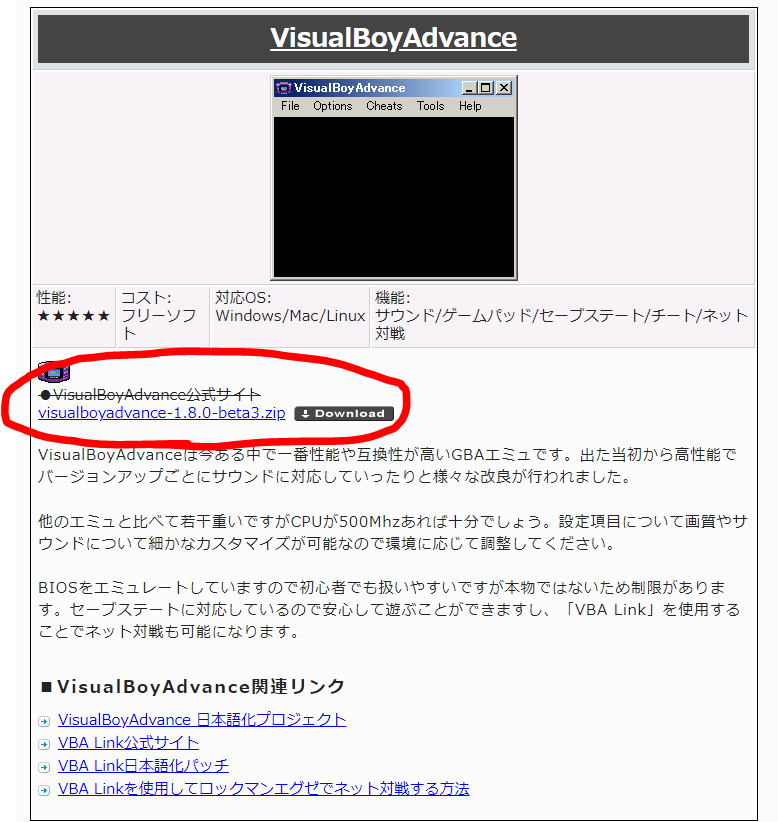 VisualBoyAdvance
VisualBoyAdvance
File Options Cheats Tools Help
性能:
★★★★★
コスト:
フリーソフ
ト
対応OS:
Windows/Mac/Linux
機能:
サウンド/ゲームパッド/セーブステート/チート/ネット
対戦
●VisualBoyAdvance公式サイト
visualboyadvance-1.8.0-beta3.zip Download
VisualBoyAdvanceは今ある中で一番性能や互換性が高いGBAエミュです。出た当初から高性能で
バージョンアップごとにサウンドに対応していったりと様々な改良が行われました。
他のエミュと比べて若干重いですがCPUが500Mhzあれば十分でしょう。設定項目について画質やサ
ウンドについて細かなカスタマイズが可能なので環境に応じて調整してください。
BIOSをエミュレートしていますので初心者でも扱いやすいですが本物ではないため制限がありま
す。セーブステートに対応しているので安心して遊ぶことができますし、「VBA Link」を使用する
ことでネット対戦も可能になります。
■VisualBoyAdvance関連リンク
VisualBoyAdvance 日本語化プロジェクト
VBA Link公式サイト
VBA Link日本語化パッチ
VBA Linkを使用してロックマンエグゼでネット対戦する方法